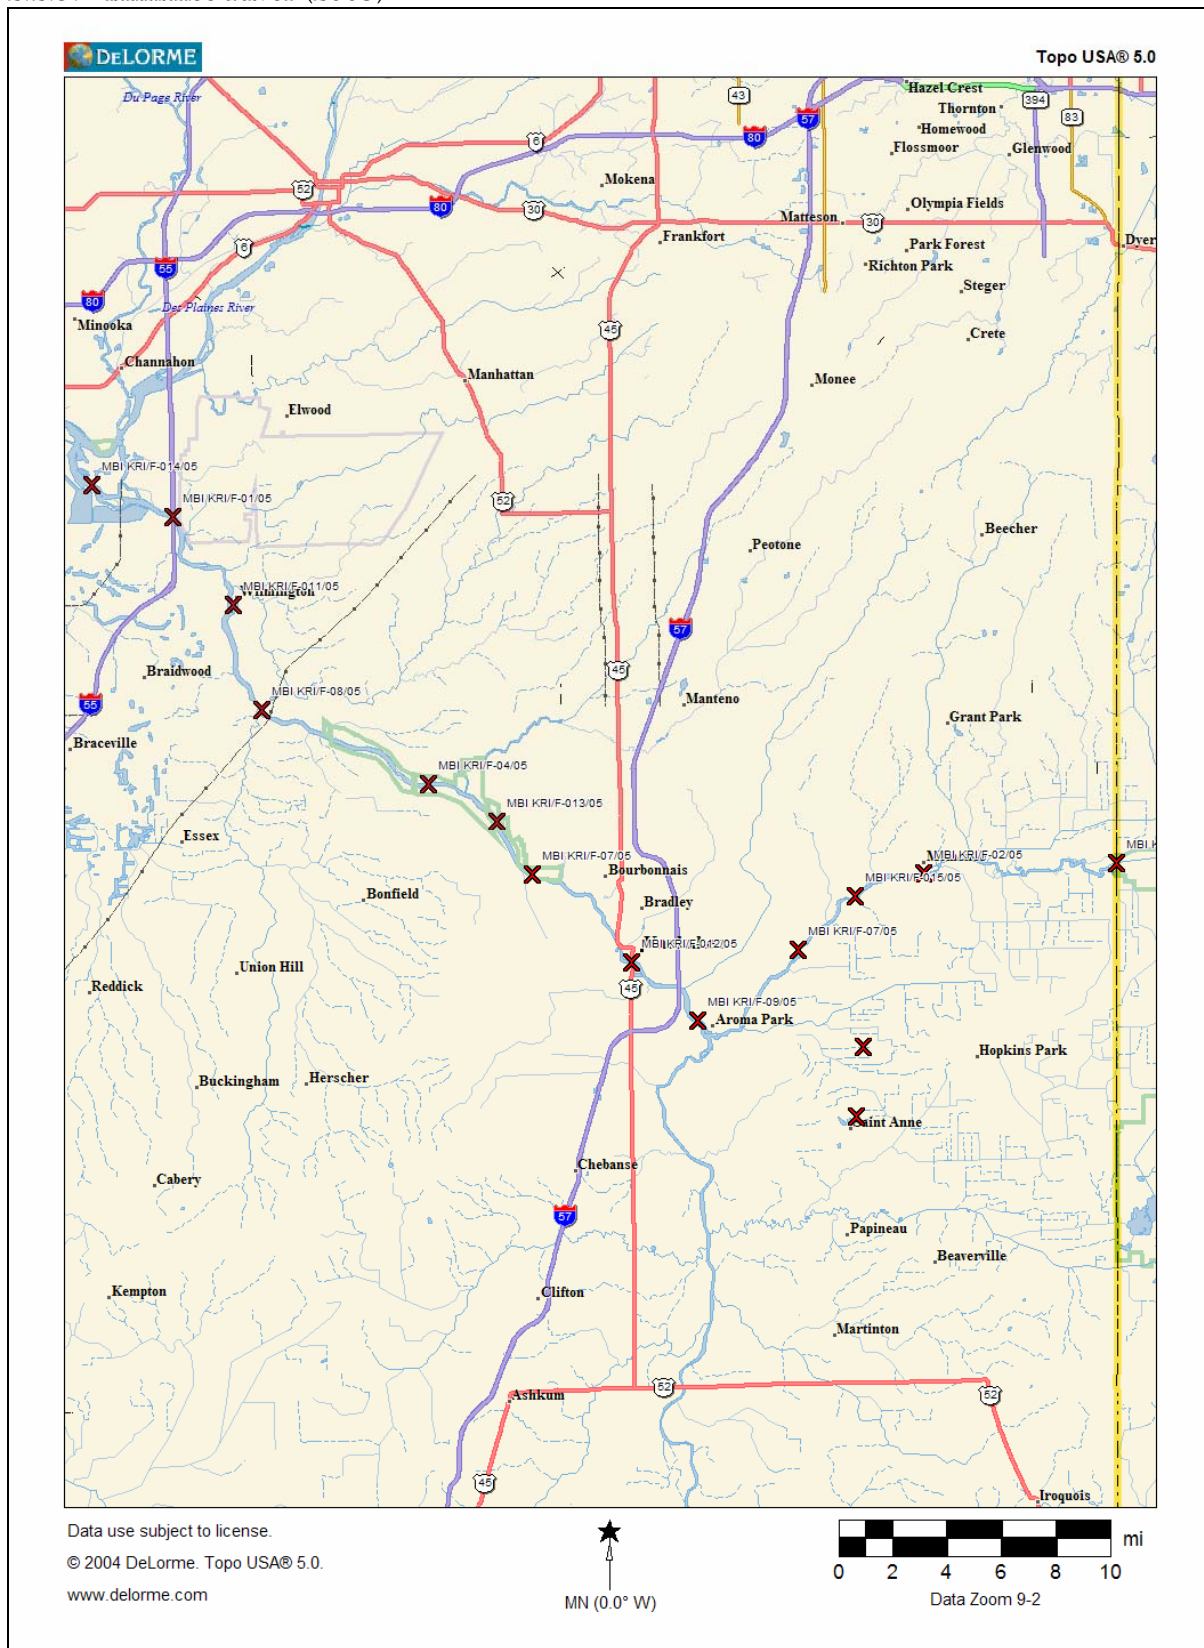 DELORME
Topo USA® 5.0
Du Page River
43
57
Hazel Crest
394
Thornton
83
6
80
Homewood
Flossmoor
Glenwood
Mokena
52
80
30
Olympia Fields
Matteson
30
6
Frankfort
Park Forest
Dyer
55
Richton Park
Steger
80
Des Plaines River
Minooka
45
Crete
Channahon
Manhattan
Monee
Elwood
MBI KRI/F-014/05
MBI KRI/F-01/05
52
Beecher
Peotone
MBI KRI/F-011/05
Wilmington
57
Braidwood
45
MBI KRI/F-08/05
Manteno
55
Grant Park
Braceville
MBI KRI/F-04/05
MBI KRI/F-013/05
Essex
MBI K
MBI KRI/F-02/05
MBI KRI/F-07/05
Bourbonnais
MBI KRI/F-015/05
Bonfield
Bradley
MBI KRI/F-012/05
MBI KRI/F-07/05
Union Hill
Reddick
45
MBI KRI/F-09/05
Aroma Park
Hopkins Park
Buckingham
Herscher
Saint Anne
Chebanse
Cabery
57
Papineau
Beaverville
Kempton
Clifton
Martinton
52
Ashkum
52
45
Iroquois
Data use subject to license.
© 2004 DeLorme. Topo USA® 5.0.
www.delorme.com
MN (0.0° W)
mi
0 2 4 6 8 10
Data Zoom 9-2